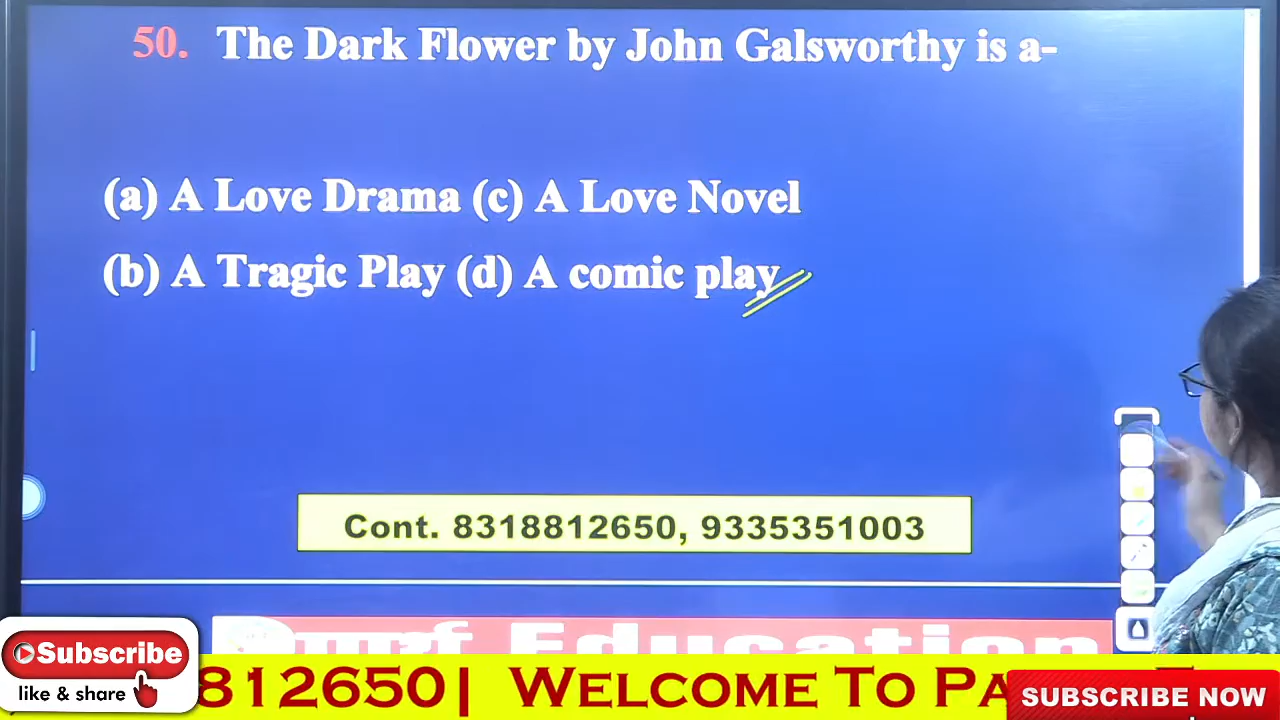 50. The Dark Flower by John Galsworthy is a-
(a) A Love Drama (c) A Love Novel
(b) A Tragic Play (d) A comic play
Cont. 8318812650, 9335351003
Education
Subscribe
like & share
812650| WELCOME TO PA
SUBSCRIBE NOW